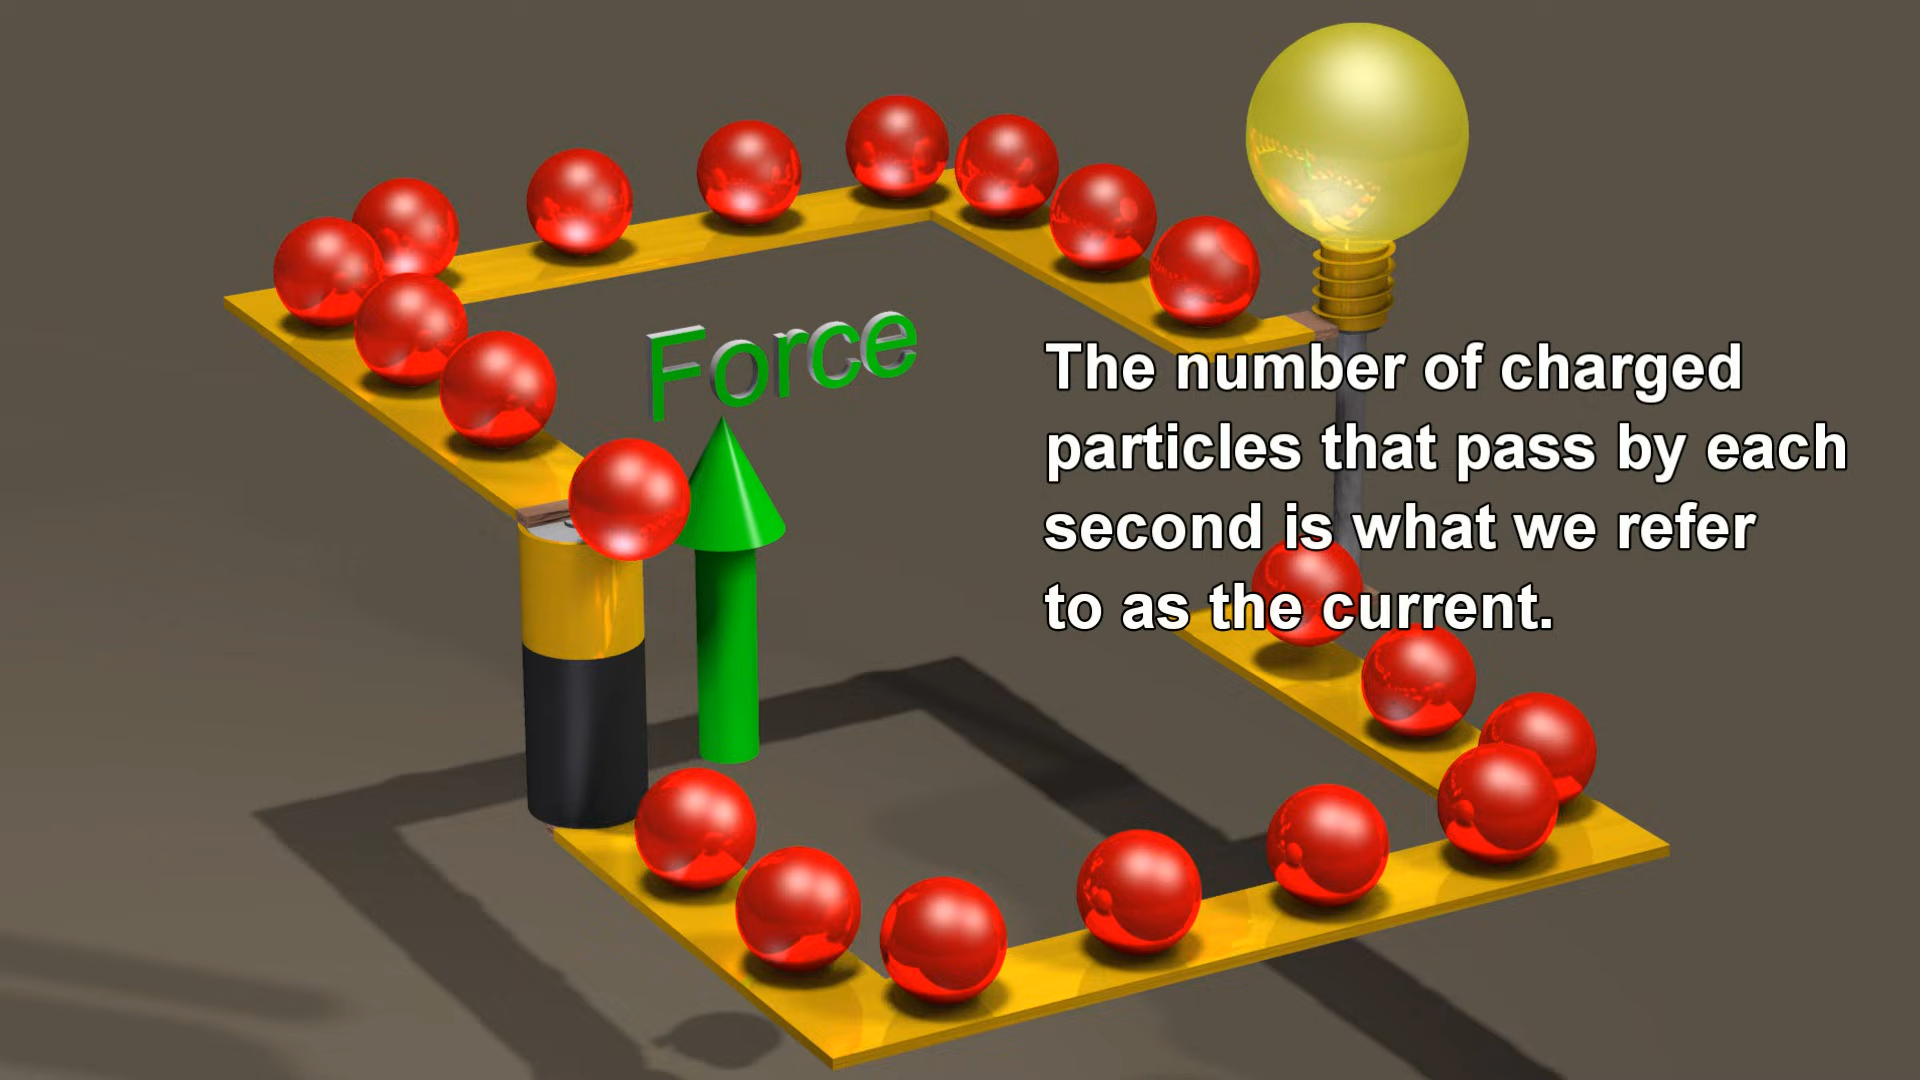 Force
The number of charged
particles that pass by each
second is what we refer
to as the current.